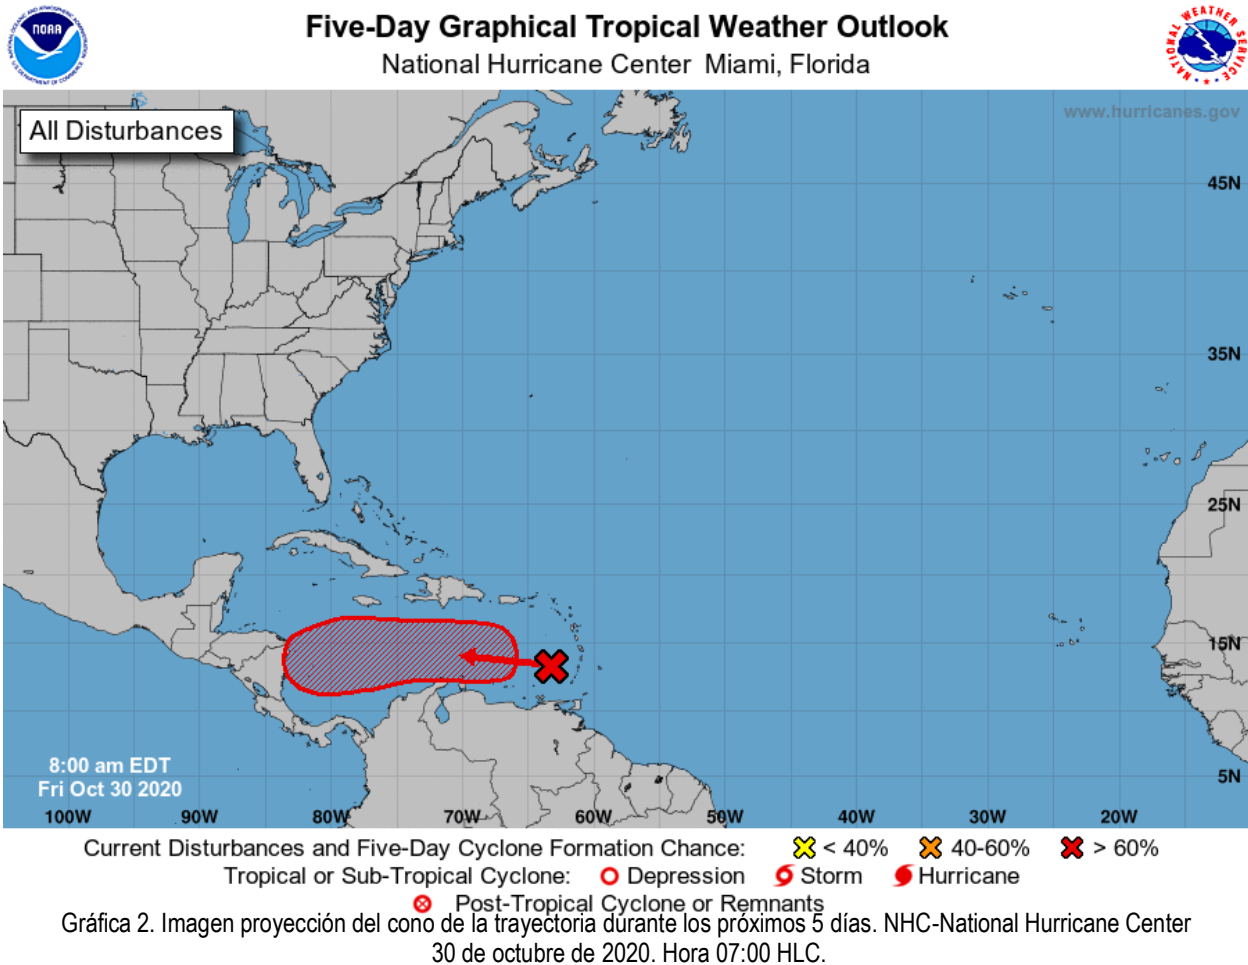 Five-Day Graphical Tropical Weather Outlook
National Hurricane Center Miami, Florida
NOAA
NATIONAL WEATHER SERVICE
All Disturbances
www.hurricanes.gov
45N
35N
25N
15N
5N
8:00 am EDT
Fri Oct 30 2020
100W 90W 80W 70W 60W 50W 40W 30W 20W
Current Disturbances and Five-Day Cyclone Formation Chance: < 40% 40-60% > 60%
Tropical or Sub-Tropical Cyclone: Depression Storm Hurricane
Post-Tropical Cyclone or Remnants
Gráfica 2. Imagen proyección del cono de la trayectoria durante los próximos 5 días. NHC-National Hurricane Center
30 de octubre de 2020. Hora 07:00 HLC.